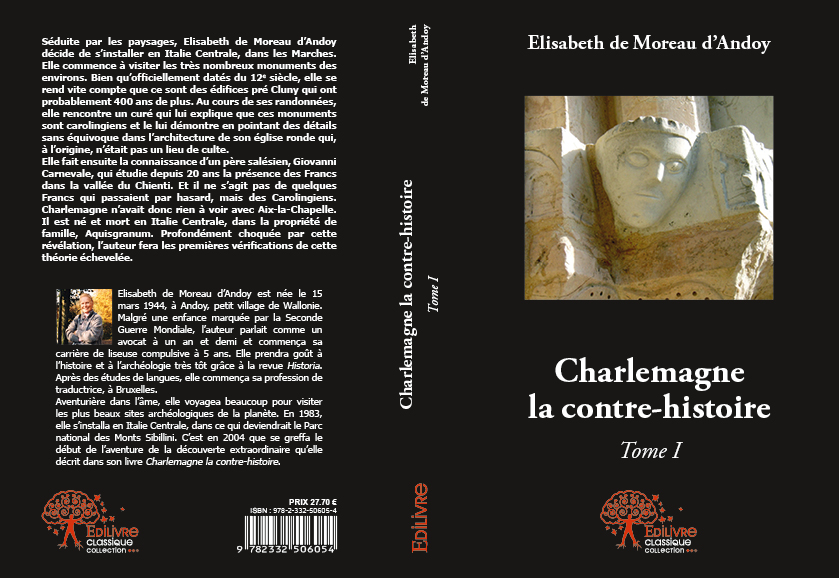 Séduite par les paysages, Elisabeth de Moreau d'Andoy
décide de s'installer en Italie Centrale, dans les Marches.
Elle commence à visiter les très nombreux monuments des
environs. Bien qu'officiellement datés du 12e siècle, elle se
rend vite compte que ce sont des édifices pré Cluny qui ont
probablement 400 ans de plus. Au cours de ses randonnées,
elle rencontre un curé qui lui explique que ces monuments
sont carolingiens et le lui démontre en pointant des détails
sans équivoque dans l'architecture de son église ronde qui,
à l'origine, n'était pas un lieu de culte.
Elle fait ensuite la connaissance d'un père salésien, Giovanni
Carnevale, qui étudie depuis 20 ans la présence des Francs
dans la vallée du Chienti. Et il ne s'agit pas de quelques
Francs qui passaient par hasard, mais des Carolingiens.
Charlemagne n'avait donc rien à voir avec Aix-la-Chapelle.
Il est né et mort en Italie Centrale, dans la propriété de
famille, Aquisgranum. Profondément choquée par cette
révélation, l'auteur fera les premières vérifications de cette
théorie échevelée.
Elisabeth de Moreau d'Andoy est née le 15
mars 1944, à Andoy, petit village de Wallonie.
Malgré une enfance marquée par la Seconde
Guerre Mondiale, l'auteur parlait comme un
avocat à un an et demi et commença sa
carrière de liseuse compulsive à 5 ans. Elle prendra goût à
l'histoire et à l'archéologie très tôt grâce à la revue Historia.
Après des études de langues, elle commença sa profession de
traductrice, à Bruxelles.
Aventurière dans l'âme, elle voyagea beaucoup pour visiter
les plus beaux sites archéologiques de la planète. En 1983,
elle s'installa en Italie Centrale, dans ce qui deviendrait le Parc
national des Monts Sibillini. C'est en 2004 que se greffa le
début de l'aventure de la découverte extraordinaire qu'elle
décrit dans son livre Charlemagne la contre-histoire.
EDILIVRE
CLASSIQUE
COLLECTION
PRIX 27.70 €
ISBN : 978-2-332-50605-4
9 782332 506054
Elisabeth
de Moreau d'Andoy
Charlemagne la contre-histoire
Tome I
EDILIVRE
Elisabeth de Moreau d'Andoy
Charlemagne
la contre-histoire
Tome I
EDILIVRE
CLASSIQUE
COLLECTION